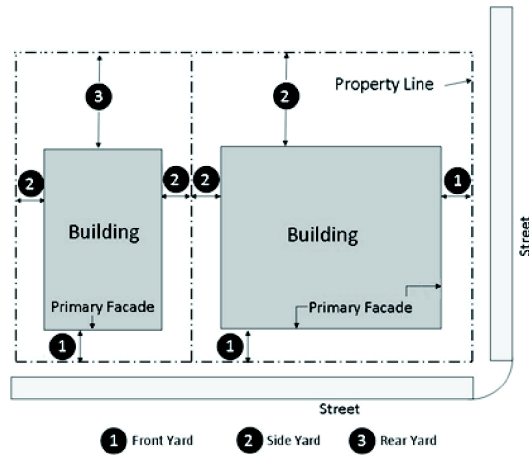 3
2
Property Line
2
2
2
1
Building
Building
Primary Facade
Primary Facade
1
1
Street
Street
1 Front Yard
2 Side Yard
3 Rear Yard